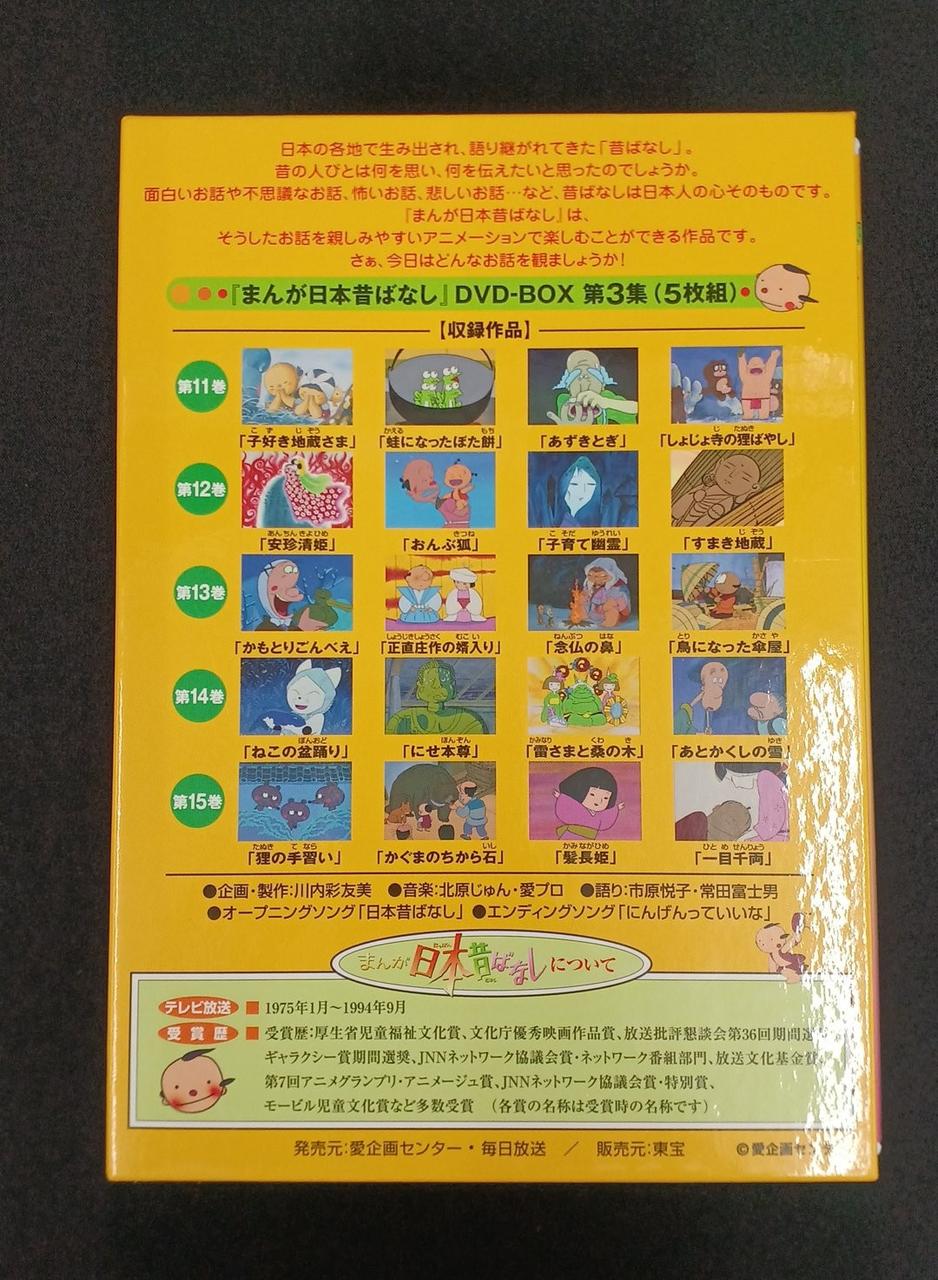 日本の各地で生み出され、語り継がれてきた「昔ばなし」。
昔の人びとは何を思い、何を伝えたいと思ったのでしょうか。
面白いお話や不思議なお話、怖いお話、悲しいお話…など、昔ばなしは日本人の心そのものです。
『まんが日本昔ばなし』は、
そうしたお話を親しみやすいアニメーションで楽しむことができる作品です。
さぁ、今日はどんなお話を観ましょうか!
『まんが日本昔ばなし』DVD-BOX 第3集(5枚組)
【収録作品】
第11巻
「子好き地蔵さま」 「蛙になったぼた餅」 「あずきとぎ」 「しょじょ寺の狸ばやし」
第12巻
「安珍清姫」 「おんぶ狐」 「子育て幽霊」 「すまき地蔵」
第13巻
「かもとりごんべえ」 「正直庄作の婿入り」 「念仏の鼻」 「鳥になった傘屋」
第14巻
「ねこの盆踊り」 「にせ本尊」 「雷さまと桑の木」 「あとかくしの雪」
第15巻
「狸の手習い」 「かぐまのちから石」 「髪長姫」 「一目千両」
●企画・製作:川内彩友美 ●音楽:北原じゅん・愛プロ ●語り:市原悦子・常田富士男
●オープニングソング「日本昔ばなし」 ●エンディングソング「にんげんっていいな」
まんが日本昔ばなしについて
テレビ放送 ■ 1975年1月〜1994年9月
受賞歴 ■ 受賞歴:厚生省児童福祉文化賞、文化庁優秀映画作品賞、放送批評懇談会第36回期間選
ギャラクシー賞期間選奨、JNNネットワーク協議会賞・ネットワーク番組部門、放送文化基金賞、
第7回アニメグランプリ・アニメージュ賞、JNNネットワーク協議会賞・特別賞、
モービル児童文化賞など多数受賞 (各賞の名称は受賞時の名称です)
発売元:愛企画センター・毎日放送 / 販売元:東宝 ©愛企画セン